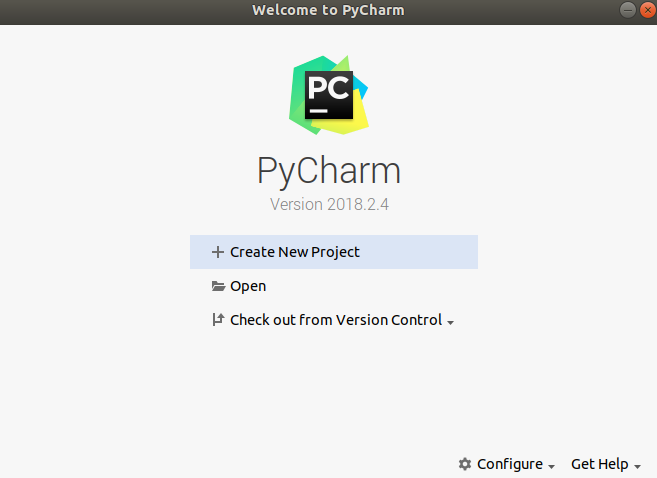 Welcome to PyCharm
PC
PyCharm
Version 2018.2.4
Create New Project
Open
Check out from Version Control
Configure Get Help